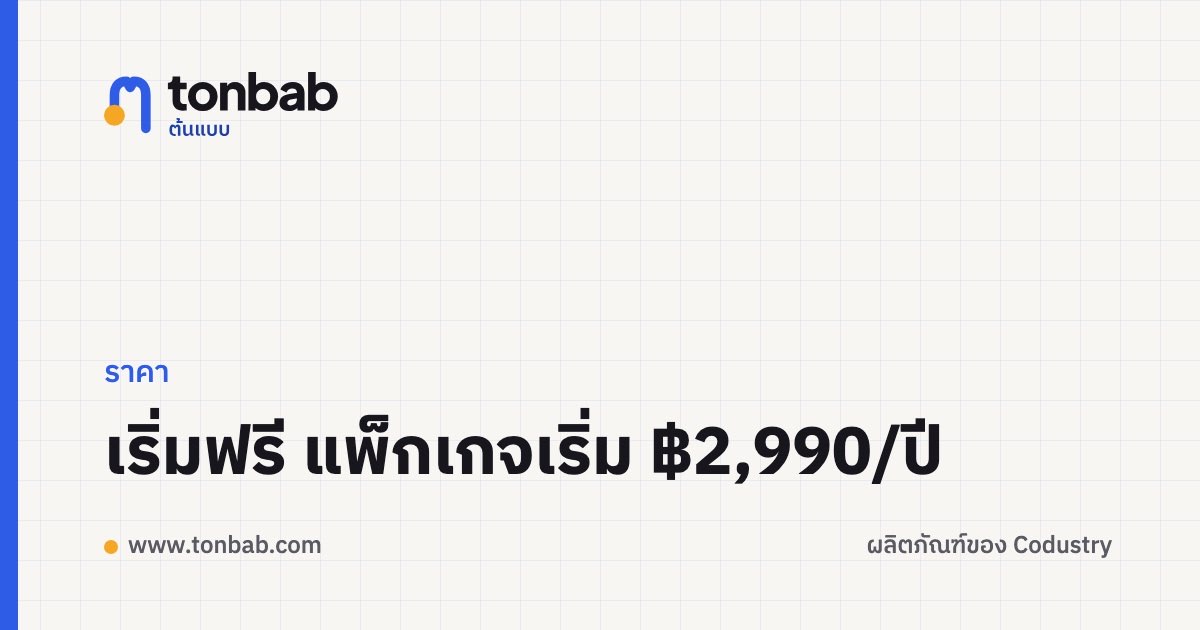 tonbab
ต้นแบบ
ราคา
เริ่มฟรี แพ็กเกจเริ่ม ฿2,990/ปี
www.tonbab.com
ผลิตภัณฑ์ของ Codustry